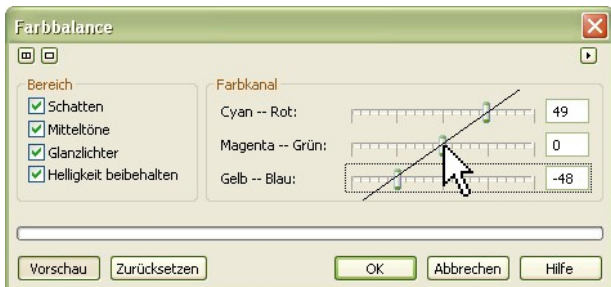 Farbbalance
Bereich
Schatten
Mitteltöne
Glanzlichter
Helligkeit beibehalten
Farbkanal
Cyan -- Rot: 49
Magenta -- Grün: 0
Gelb -- Blau: -48
Vorschau Zurücksetzen OK Abbrechen Hilfe